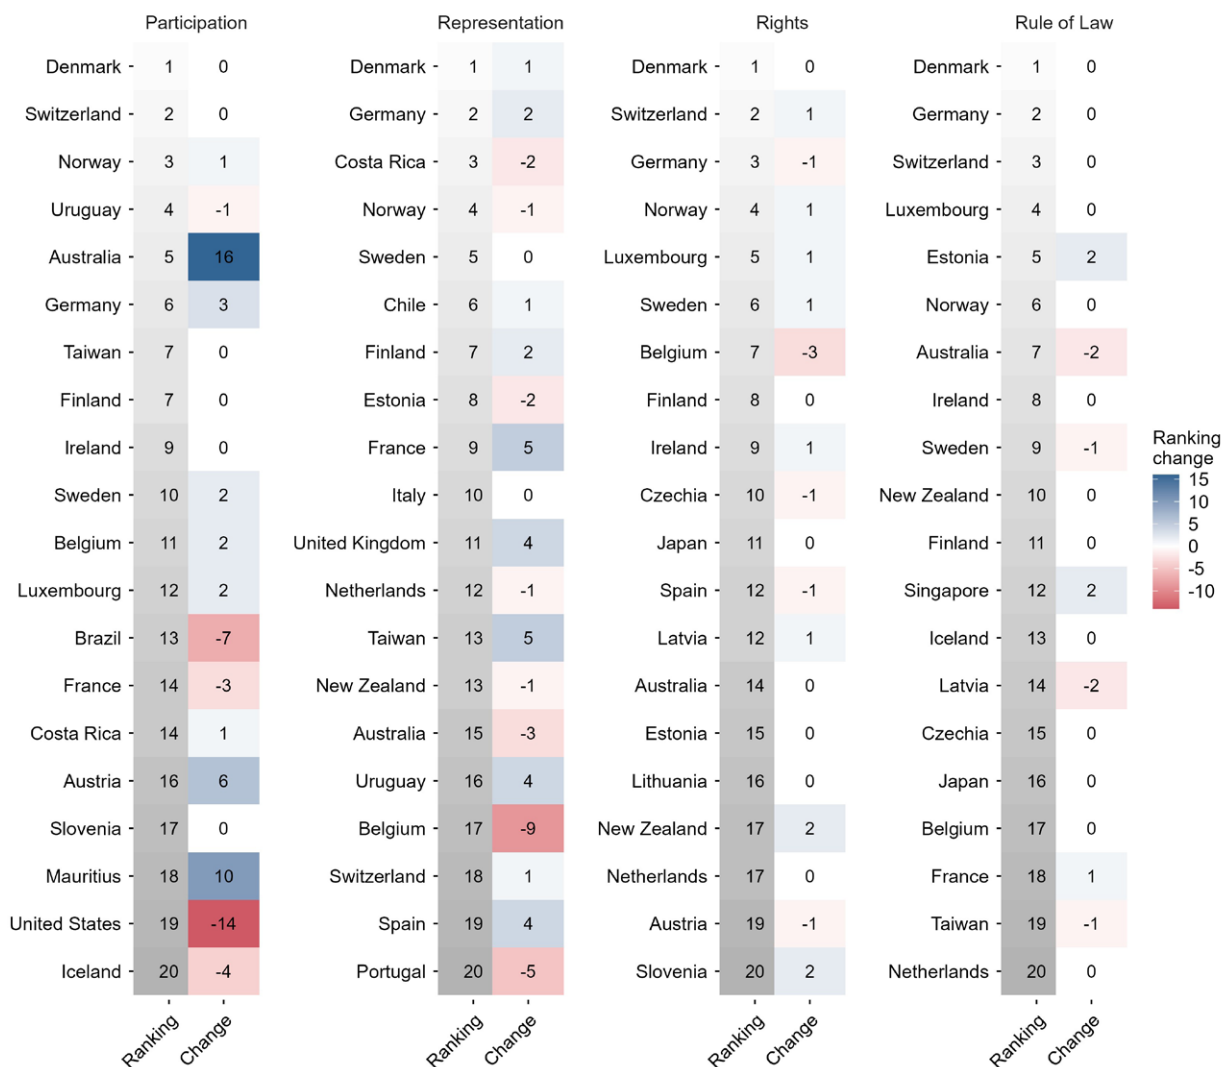 Participation Representation Rights Rule of Law
Denmark 1 0 Denmark 1 1 Denmark 1 0 Denmark 1 0
Switzerland 2 0 Germany 2 2 Switzerland 2 1 Germany 2 0
Norway 3 1 Costa Rica 3 -2 Germany 3 -1 Switzerland 3 0
Uruguay 4 -1 Norway 4 -1 Norway 4 1 Luxembourg 4 0
Australia 5 16 Sweden 5 0 Luxembourg 5 1 Estonia 5 2
Germany 6 3 Chile 6 1 Sweden 6 1 Norway 6 0
Taiwan 7 0 Finland 7 2 Belgium 7 -3 Australia 7 -2
Finland 7 0 Estonia 8 -2 Finland 8 0 Ireland 8 0
Ireland 9 0 France 9 5 Ireland 9 1 Sweden 9 -1
Sweden 10 2 Italy 10 0 Czechia 10 -1 New Zealand 10 0
Belgium 11 2 United Kingdom 11 4 Japan 11 0 Finland 11 0
Luxembourg 12 2 Netherlands 12 -1 Spain 12 -1 Singapore 12 2
Brazil 13 -7 Taiwan 13 5 Latvia 12 1 Iceland 13 0
France 14 -3 New Zealand 13 -1 Australia 14 0 Latvia 14 -2
Costa Rica 14 1 Australia 15 -3 Estonia 15 0 Czechia 15 0
Austria 16 6 Uruguay 16 4 Lithuania 16 0 Japan 16 0
Slovenia 17 0 Belgium 17 -9 New Zealand 17 2 Belgium 17 0
Mauritius 18 10 Switzerland 18 1 Netherlands 17 0 France 18 1
United States 19 -14 Spain 19 4 Austria 19 -1 Taiwan 19 -1
Iceland 20 -4 Portugal 20 -5 Slovenia 20 2 Netherlands 20 0
Ranking Change Ranking Change Ranking Change Ranking Change
Ranking
change
15
10
5
0
-5
-10